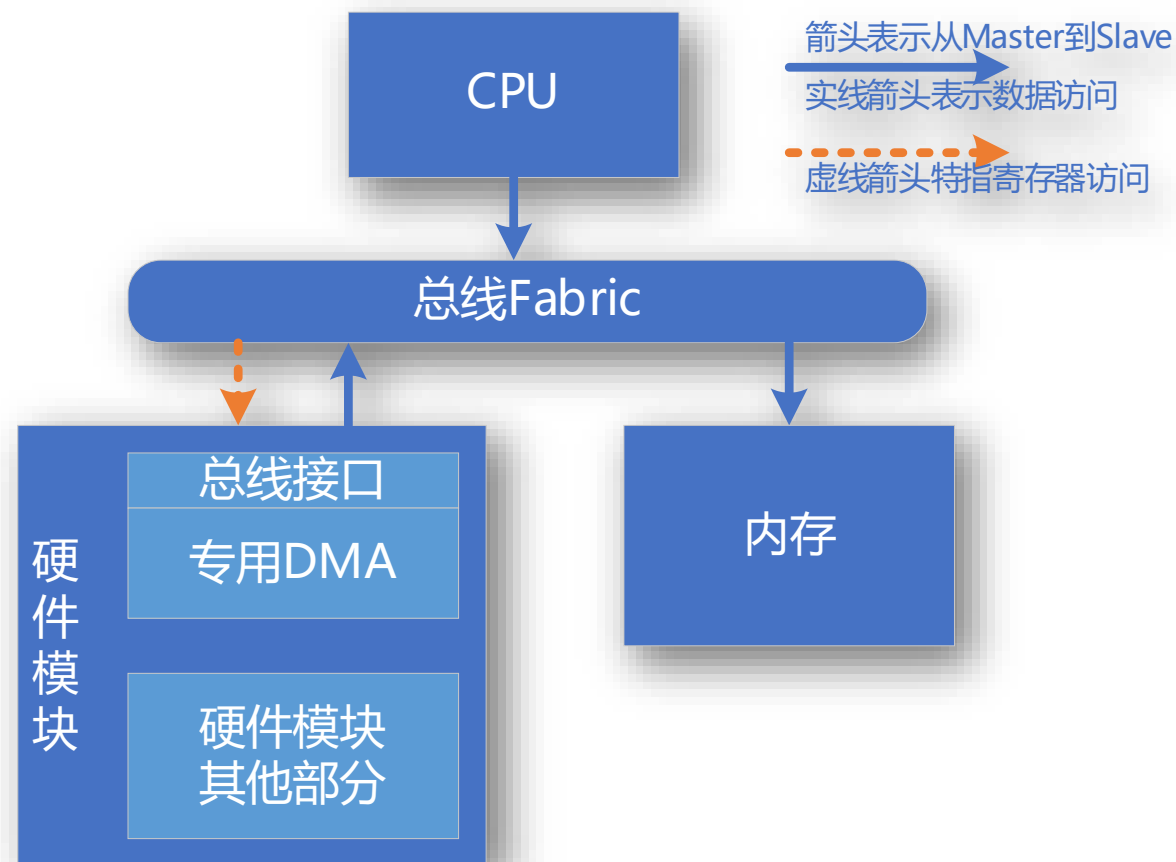 箭头表示从Master到Slave
CPU
实线箭头表示数据访问
虚线箭头特指寄存器访问
总线Fabric
总线接口
专用DMA
硬件模块
内存
硬件模块
其他部分